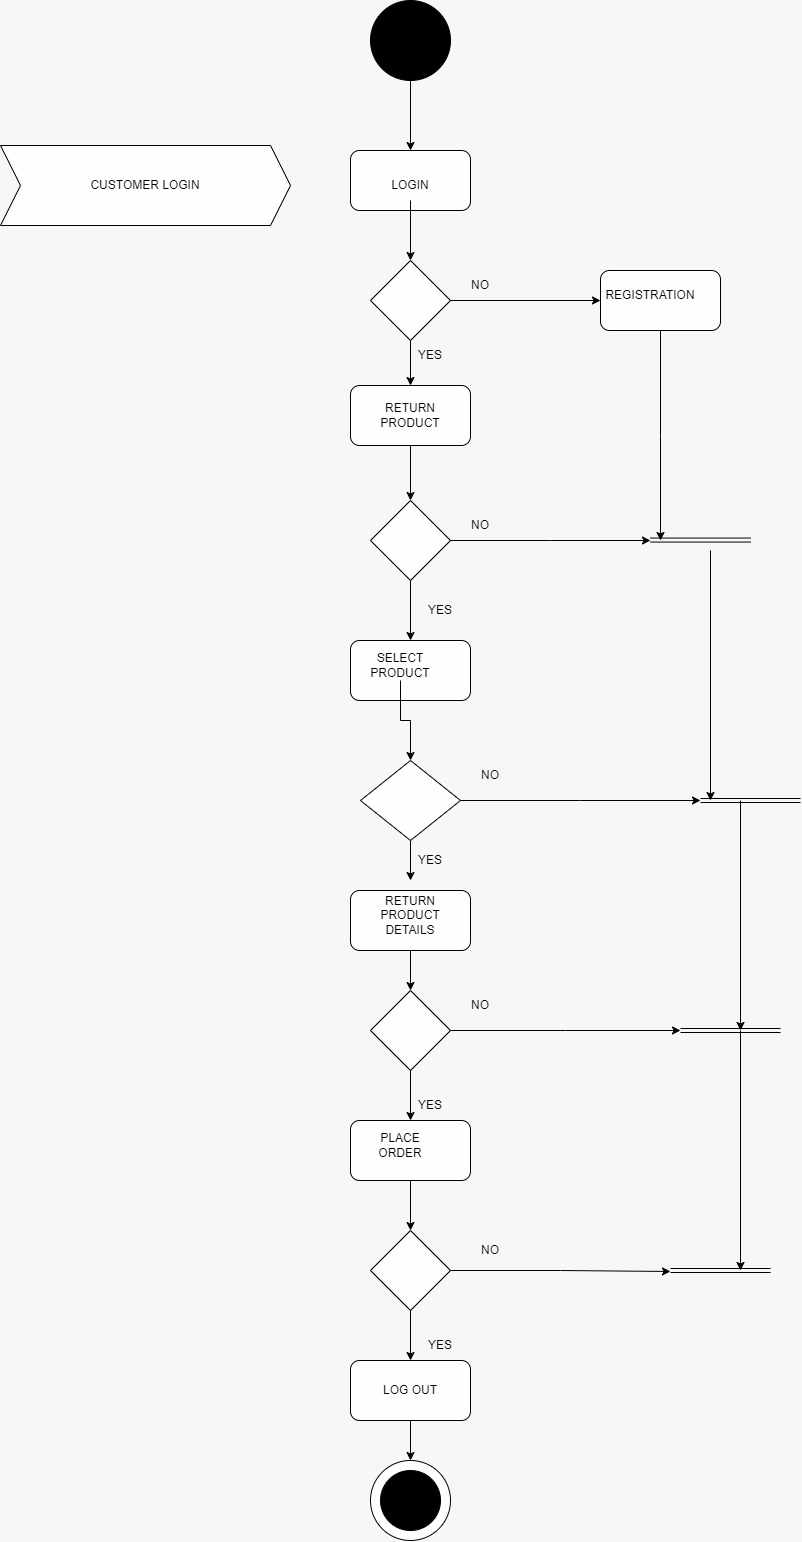 CUSTOMER LOGIN
LOGIN
NO
REGISTRATION
YES
RETURN
PRODUCT
NO
YES
SELECT
PRODUCT
NO
YES
RETURN
PRODUCT
DETAILS
NO
YES
PLACE
ORDER
NO
YES
LOG OUT